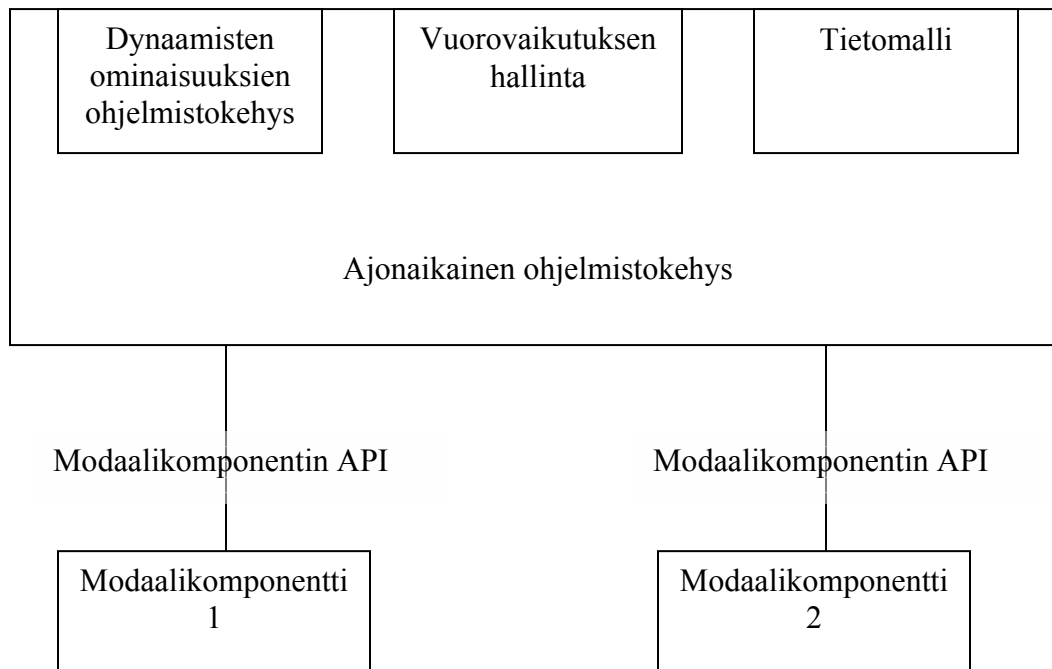 Dynaamisten
ominaisuuksien
ohjelmistokehys
Vuorovaikutuksen
hallinta
Tietomalli
Ajonaikainen ohjelmistokehys
Modaalikomponentin API
Modaalikomponentin API
Modaalikomponentti
1
Modaalikomponentti
2